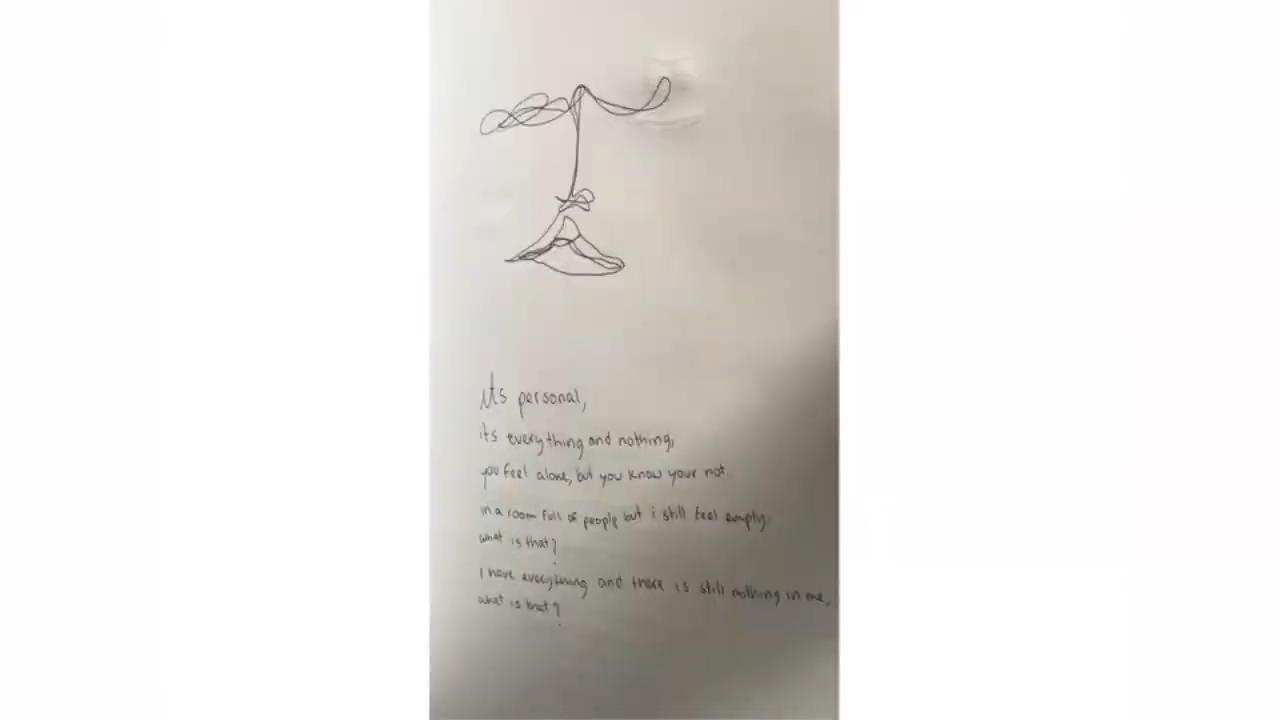 its personal,
its everything and nothing,
you feel alone, but you know your not.
in a room full of people but i still feel empty.
what is that?
I have everything and there is still nothing in me,
what is that?